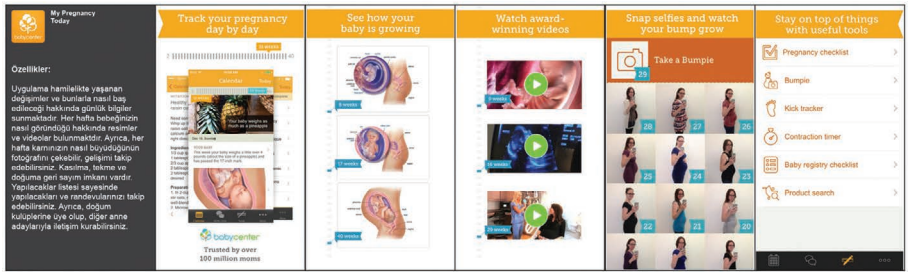 My Pregnancy
Today
babycenter
Özellikler:
Uygulama hamilelikte yaşanan
değişimler ve bunlarla nasıl baş
edileceği hakkında günlük bilgiler
sunmaktadır. Her hafta bebeğinizin
nasıl göründüğü hakkında resimler
ve videolar bulunmaktdır. Ayrıca, her
hafta karnınızın nasıl büyüdüğünün
fotoğrafını çekebilir, gelişimi takip
edebilirsiniz. Kasılma, tekme ve
doğuma geri sayım imkanı vardır.
Yapılacaklar listesi sayesinde
yapılacakları ve randevularınızı takip
edebilirsiniz. Ayrıca, doğum
kulüplerine üye olup, diğer anne
adaylarıyla iletişim kurabilirsiniz.
Track your pregnancy
day by day
Calendar
Your baby weighs as
much as a pineapple
babycenter
Trusted by over
100 million moms
See how your
baby is growing
9 weeks
17 weeks
40 weeks
Watch award-
winning videos
Snap selfies and watch
your bump grow
Take a Bumpie
29
28
27
26
25
24
23
22
21
20
Stay on top of things
with useful tools
Pregnancy checklist
Bumpie
Kick tracker
Contraction timer
Baby registry checklist
Product search